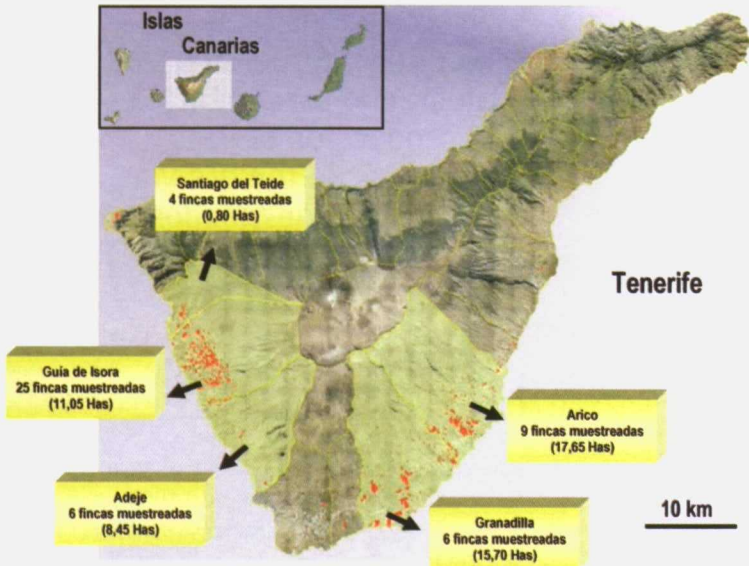 Islas
Canarias
Santiago del Teide
4 fincas muestreadas
(0,80 Has)
Tenerife
Guía de Isora
25 fincas muestreadas
(11,05 Has)
Arico
9 fincas muestreadas
(17,65 Has)
Adeje
6 fincas muestreadas
(8,45 Has)
Granadilla
6 fincas muestreadas
(15,70 Has)
10 km